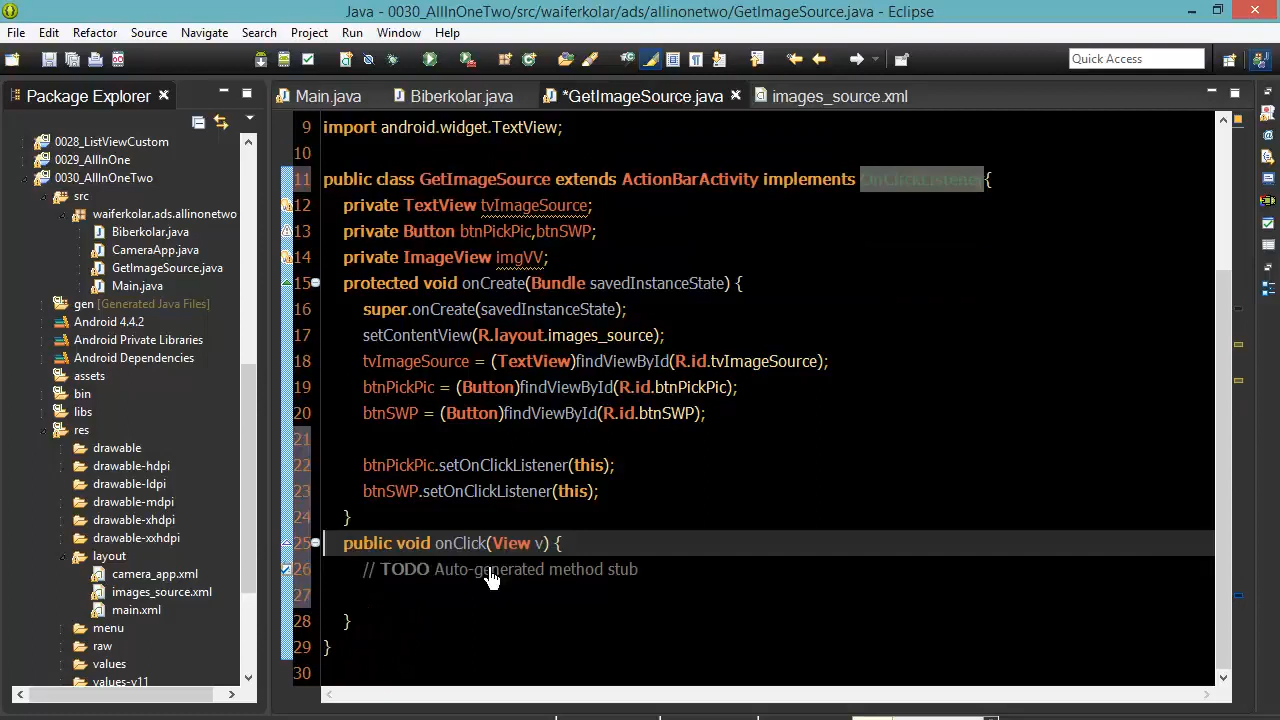 Java - 0030_AllInOneTwo/src/waiferkolar/ads/allinonetwo/GetImageSource.java - Eclipse
File Edit Refactor Source Navigate Search Project Run Window Help
Quick Access
Package Explorer
Main.java
Biberkolar.java
*GetImageSource.java
images_source.xml
0028_ListViewCustom
0029_AllInOne
0030_AllInOneTwo
src
waiferkolar.ads.allinonetwo
Biberkolar.java
CameraApp.java
GetImageSource.java
Main.java
gen [Generated Java Files]
Android 4.4.2
Android Private Libraries
Android Dependencies
assets
bin
libs
res
drawable
drawable-hdpi
drawable-ldpi
drawable-mdpi
drawable-xhdpi
drawable-xxhdpi
layout
camera_app.xml
images_source.xml
main.xml
menu
raw
values
values-v11
9 import android.widget.TextView;
10
11 public class GetImageSource extends ActionBarActivity implements OnClickListener{
12 private TextView tvImageSource;
13 private Button btnPickPic,btnSWP;
14 private ImageView imgVV;
15 protected void onCreate(Bundle savedInstanceState) {
16 super.onCreate(savedInstanceState);
17 setContentView(R.layout.images_source);
18 tvImageSource = (TextView)findViewById(R.id.tvImageSource);
19 btnPickPic = (Button)findViewById(R.id.btnPickPic);
20 btnSWP = (Button)findViewById(R.id.btnSWP);
21
22 btnPickPic.setOnClickListener(this);
23 btnSWP.setOnClickListener(this);
24 }
25 public void onClick(View v) {
26 // TODO Auto-generated method stub
27
28 }
29 }
30